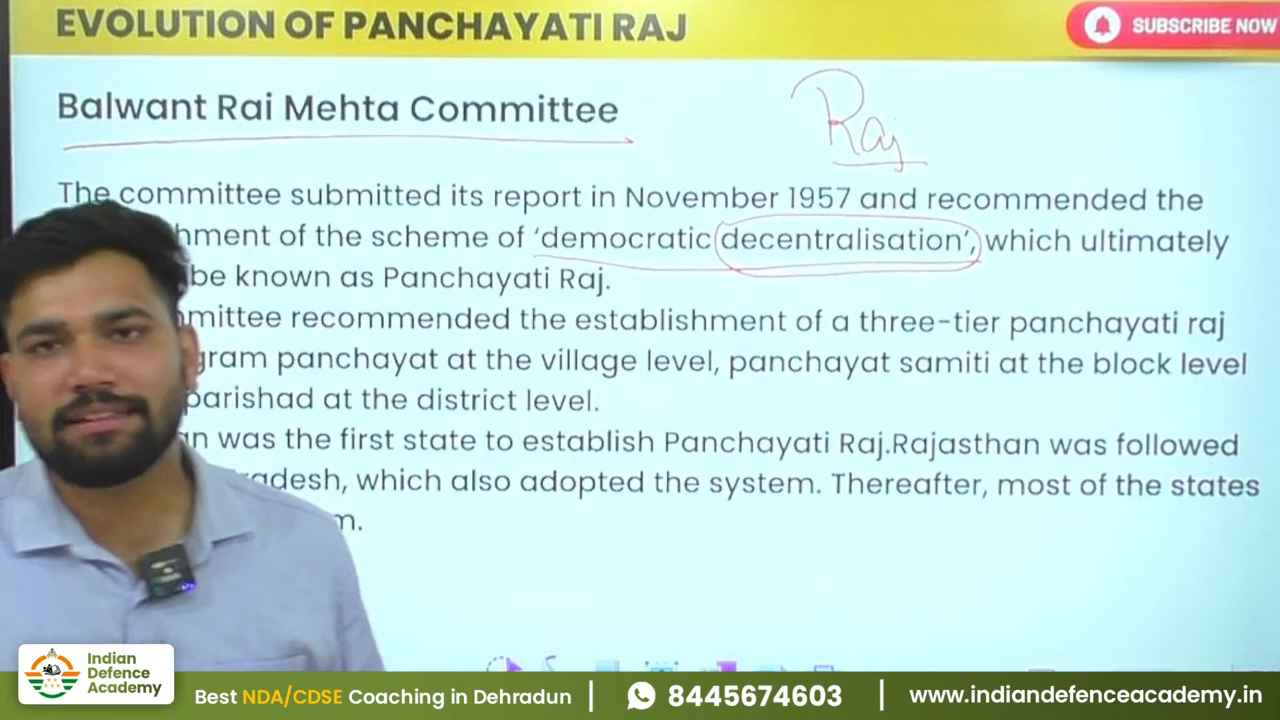 EVOLUTION OF PANCHAYATI RAJ
SUBSCRIBE NOW
Balwant Rai Mehta Committee
Raj
The committee submitted its report in November 1957 and recommended the
hment of the scheme of ‘democratic decentralisation’, which ultimately
be known as Panchayati Raj.
mmittee recommended the establishment of a three-tier panchayati raj
gram panchayat at the village level, panchayat samiti at the block level
parishad at the district level.
an was the first state to establish Panchayati Raj.Rajasthan was followed
radesh, which also adopted the system. Thereafter, most of the states
m.
Indian
Defence
Academy
Best NDA/CDSE Coaching in Dehradun | 8445674603 | www.indiandefenceacademy.in